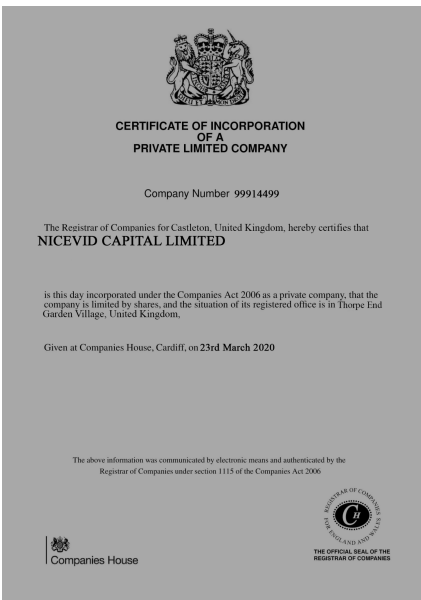 CERTIFICATE OF INCORPORATION
OF A
PRIVATE LIMITED COMPANY
Company Number 99914499
The Registrar of Companies for Castleton, United Kingdom, hereby certifies that
NICEVID CAPITAL LIMITED
is this day incorporated under the Companies Act 2006 as a private company, that the
company is limited by shares, and the situation of its registered office is in Thorpe End
Garden Village, United Kingdom,
Given at Companies House, Cardiff, on 23rd March 2020
The above information was communicated by electronic means and authenticated by the
Registrar of Companies under section 1115 of the Companies Act 2006
REGISTRAR OF COMPANIES
FOR ENGLAND AND WALES
CH
THE OFFICIAL SEAL OF THE
REGISTRAR OF COMPANIES
Companies House